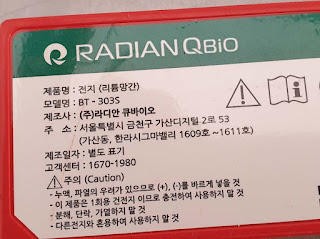 RADIAN QBIO
제품명 : 전지 (리튬망간)
모델명 : BT - 303S
제조사 : (주)라디안 큐바이오
주 소 : 서울특별시 금천구 가산디지털 2로 53
(가산동, 한라시그마밸리 1609호 ~1611호)
제조일자 : 별도 표기
고객센터 : 1670-1980
주의 (Caution)
- 누액, 파열의 우려가 있으므로 (+), (-)를 바르게 넣을 것
- 이 제품은 1회용 건전지 이므로 충전하여 사용하지 말 것
- 분해, 단락, 가열하지 말 것
- 다른전지와 혼용하여 사용하지 말 것